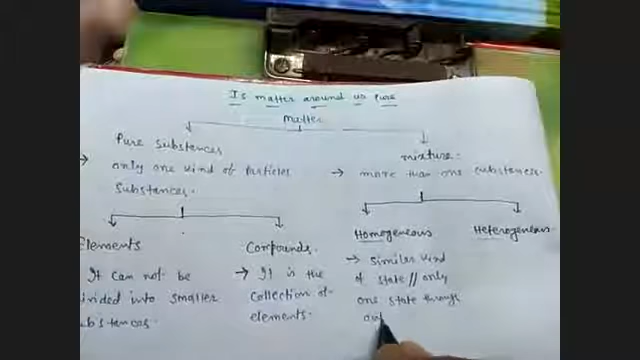 Is matter around us Pure
Matter
Pure substances
only one kind of Particles
substances.
mixture:
→ more than one substances.
Elements
It can not be
divided into smaller
substances.
Compounds.
→ It is the
collection of
elements.
Homogeneous
→ similar kind
of state // only
one state through
Heterogeneous